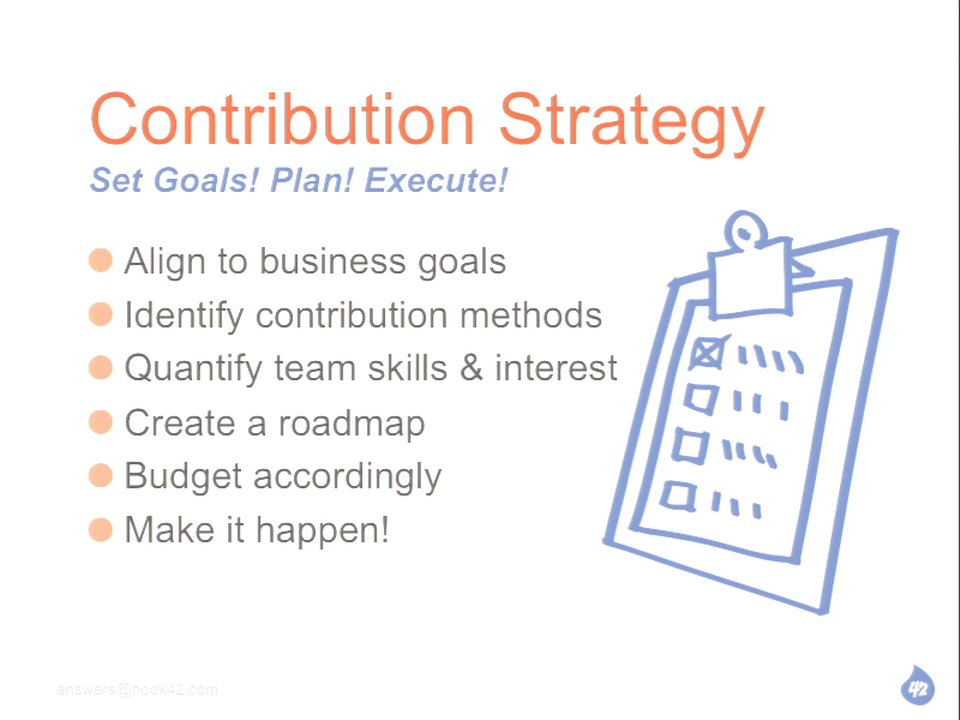 Contribution Strategy
Set Goals! Plan! Execute!
Align to business goals
Identify contribution methods
Quantify team skills & interest
Create a roadmap
Budget accordingly
Make it happen!
answers@hook42.com
42